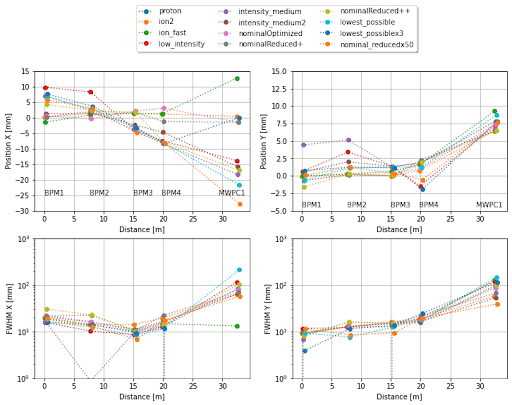 proton
ion2
ion_fast
low_intensity
intensity_medium
intensity_medium2
nominalOptimized
nominalReduced+
nominalReduced++
lowest_possible
lowest_possiblex3
nominal_reducedx50
15
10
5
0
−5
−10
−15
−20
−25
−30
Position X [mm]
BPM1
BPM2
BPM3
BPM4
MWPC1
0
5
10
15
20
25
30
Distance [m]
15.0
12.5
10.0
7.5
5.0
2.5
0.0
−2.5
−5.0
Position Y [mm]
BPM1
BPM2
BPM3
BPM4
MWPC1
0
5
10
15
20
25
30
Distance [m]
10³
10²
10¹
10⁰
FWHM X [mm]
0
5
10
15
20
25
30
Distance [m]
10³
10²
10¹
10⁰
FWHM Y [mm]
0
5
10
15
20
25
30
Distance [m]